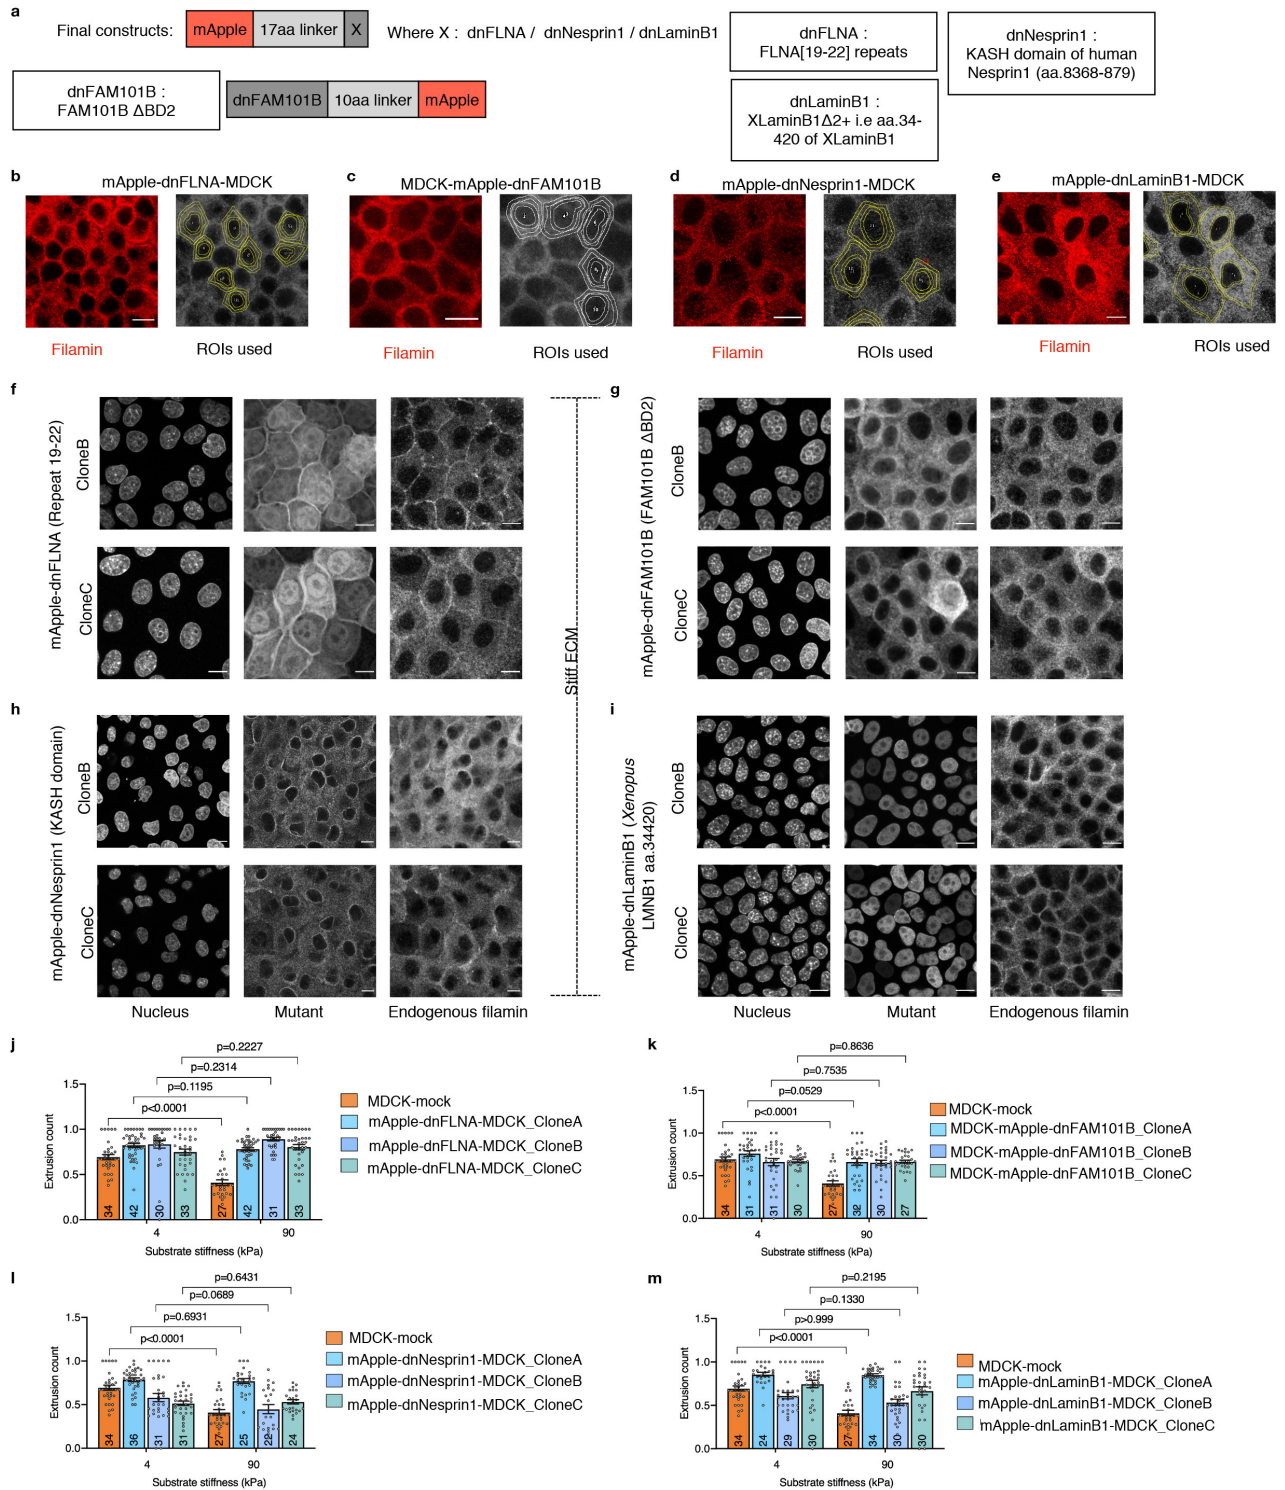 a
Final constructs:
mApple
17aa linker
X
Where X : dnFLNA / dnNesprin1 / dnLaminB1
dnFLNA :
FLNA[19-22] repeats
dnNesprin1 :
KASH domain of human
Nesprin1 (aa.8368-879)
dnFAM101B :
FAM101B ΔBD2
dnFAM101B
10aa linker
mApple
dnLaminB1 :
XLaminB1Δ2+ i.e aa.34-
420 of XLaminB1
b
mApple-dnFLNA-MDCK
c
MDCK-mApple-dnFAM101B
d
mApple-dnNesprin1-MDCK
e
mApple-dnLaminB1-MDCK
Filamin
ROIs used
Filamin
ROIs used
Filamin
ROIs used
Filamin
ROIs used
f
mApple-dnFLNA (Repeat 19-22)
CloneB
CloneC
g
mApple-dnFAM101B (FAM101B ΔBD2)
CloneB
CloneC
Stiff ECM
h
mApple-dnNesprin1 (KASH domain)
CloneB
CloneC
i
mApple-dnLaminB1 (Xenopus
LMNB1 aa.34420)
CloneB
CloneC
Nucleus
Mutant
Endogenous filamin
Nucleus
Mutant
Endogenous filamin
j
p=0.2227
p=0.2314
p=0.1195
p<0.0001
Extrusion count
1.5
1.0
0.5
0.0
34
42
30
33
27
42
31
33
4
90
Substrate stiffness (kPa)
MDCK-mock
mApple-dnFLNA-MDCK_CloneA
mApple-dnFLNA-MDCK_CloneB
mApple-dnFLNA-MDCK_CloneC
k
p=0.8636
p=0.7535
p=0.0529
p<0.0001
Extrusion count
1.5
1.0
0.5
0.0
34
31
31
30
27
32
30
27
4
90
Substrate stiffness (kPa)
MDCK-mock
MDCK-mApple-dnFAM101B_CloneA
MDCK-mApple-dnFAM101B_CloneB
MDCK-mApple-dnFAM101B_CloneC
l
p=0.6431
p=0.0689
p=0.6931
p<0.0001
Extrusion count
1.5
1.0
0.5
0.0
34
36
31
31
27
25
22
24
4
90
Substrate stiffness (kPa)
MDCK-mock
mApple-dnNesprin1-MDCK_CloneA
mApple-dnNesprin1-MDCK_CloneB
mApple-dnNesprin1-MDCK_CloneC
m
p=0.2195
p=0.1330
p>0.999
p<0.0001
Extrusion count
1.5
1.0
0.5
0.0
34
24
29
30
27
34
30
30
4
90
Substrate stiffness (kPa)
MDCK-mock
mApple-dnLaminB1-MDCK_CloneA
mApple-dnLaminB1-MDCK_CloneB
mApple-dnLaminB1-MDCK_CloneC